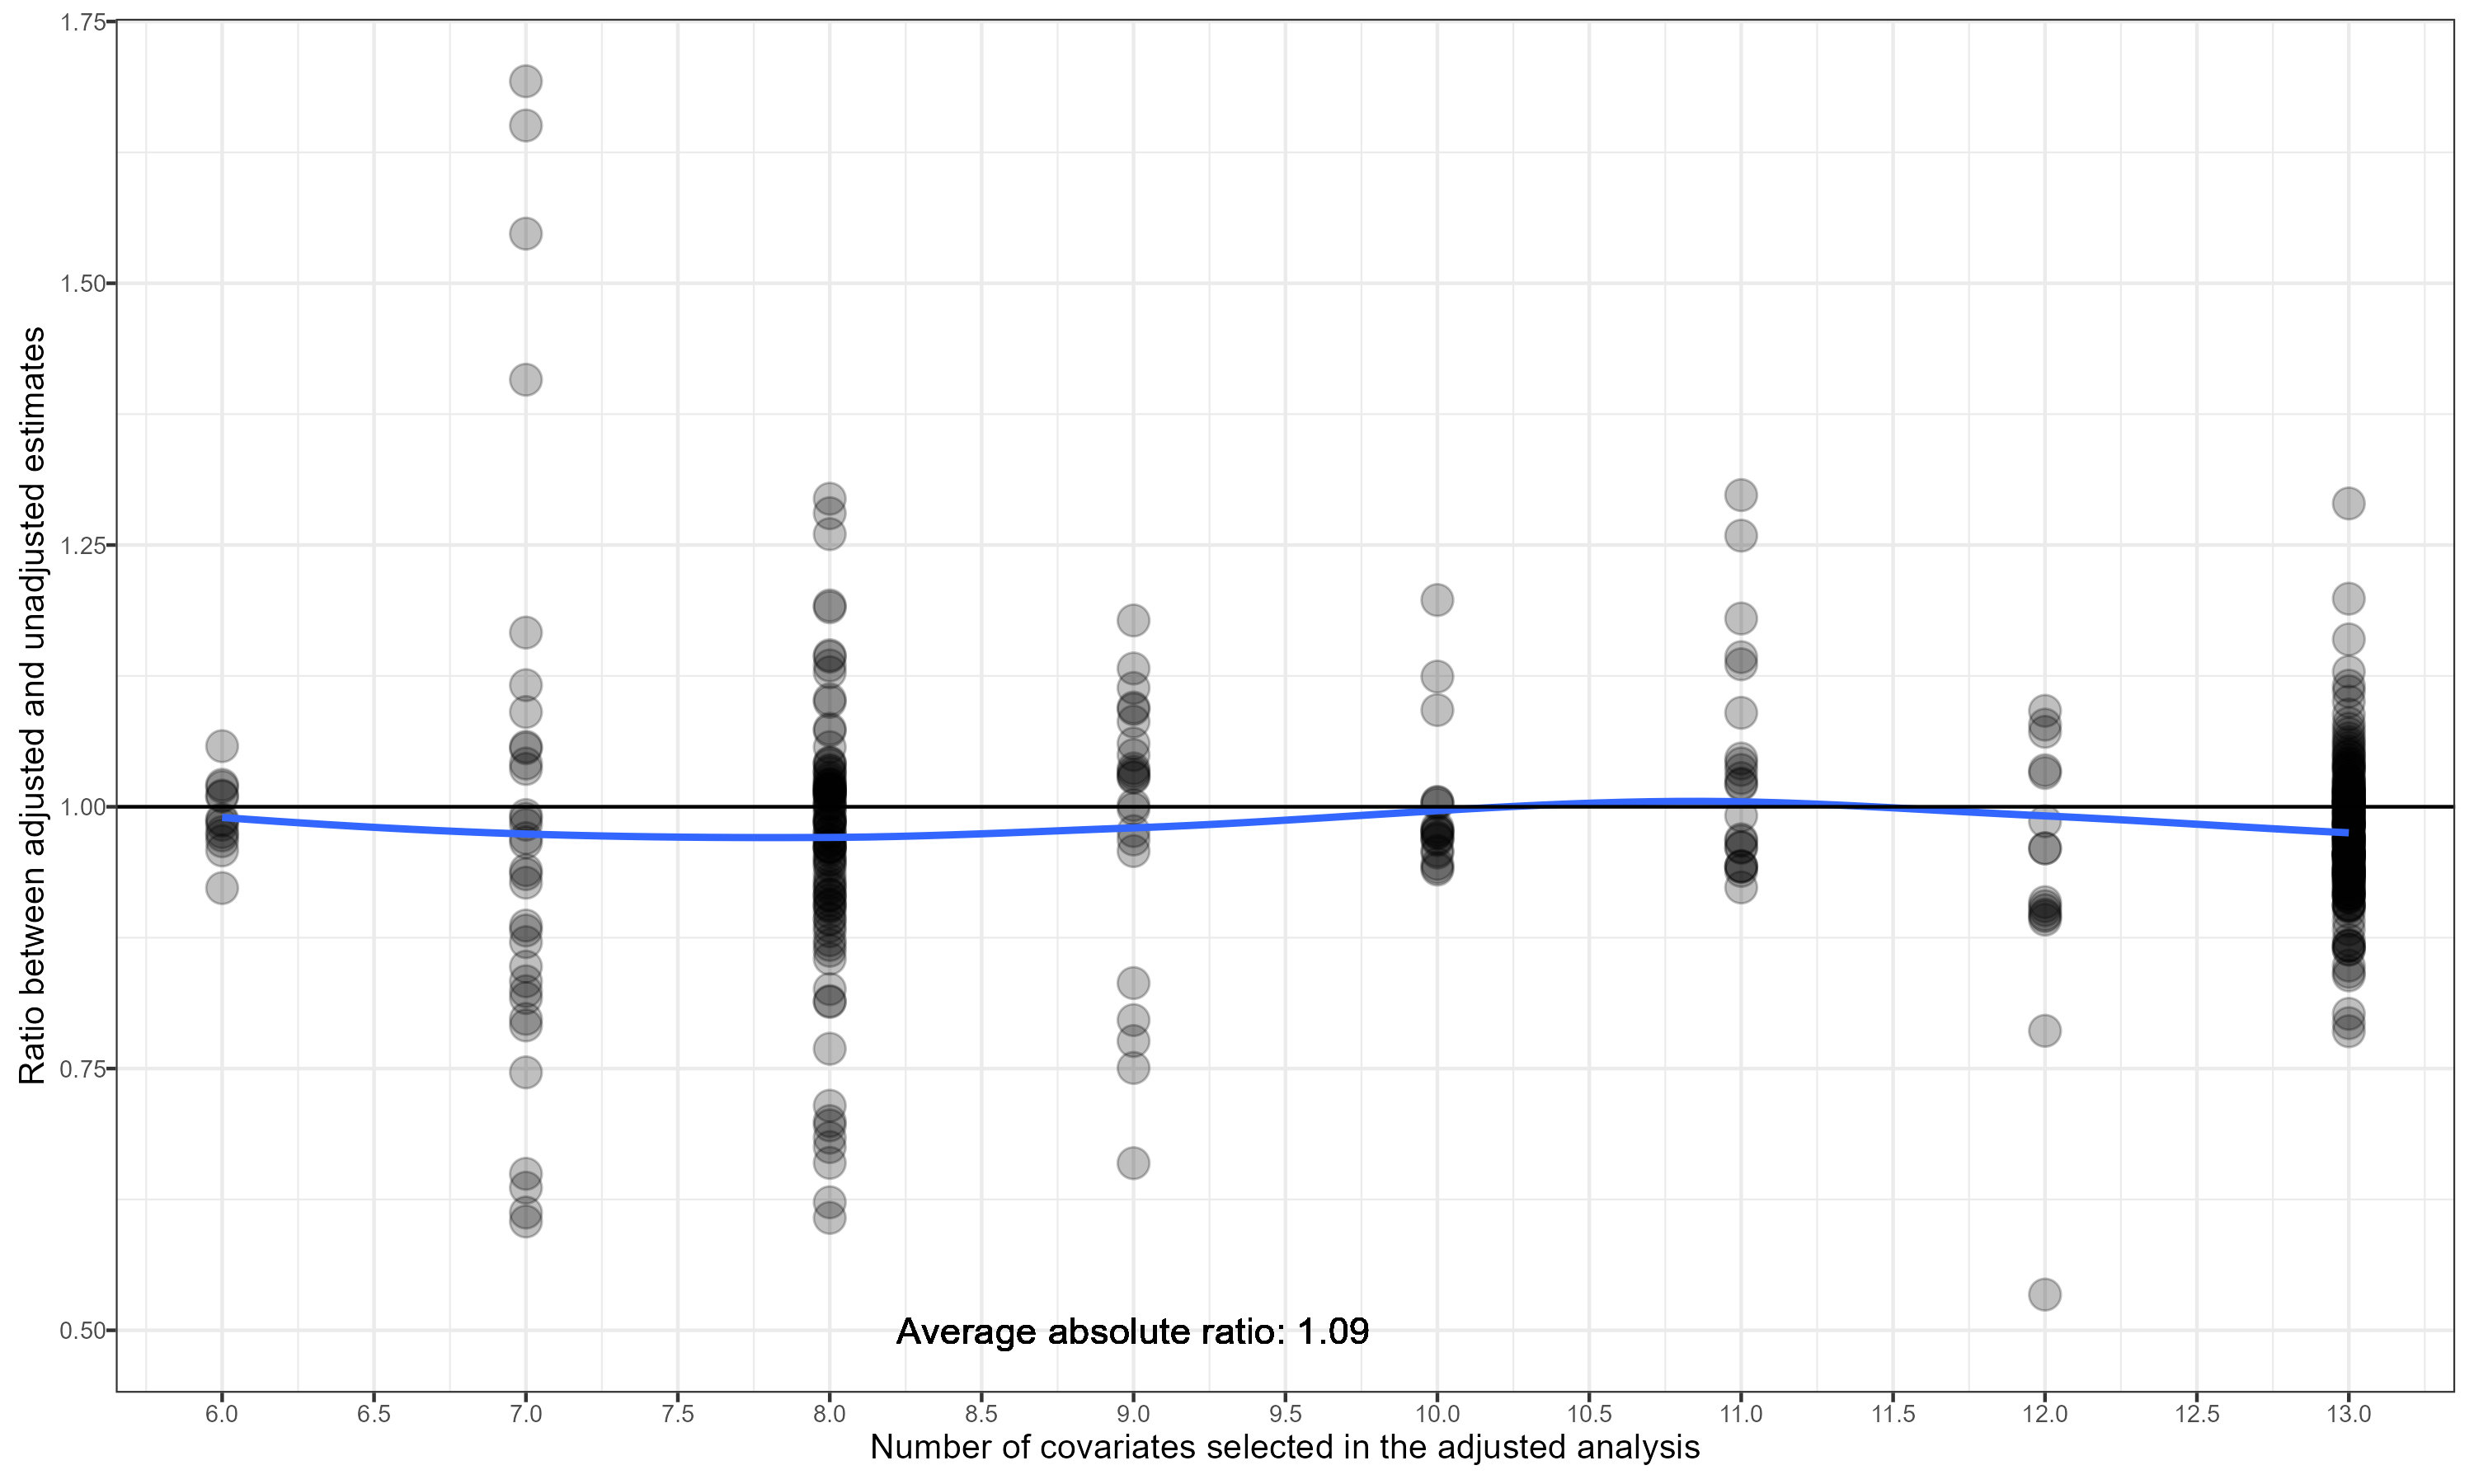 Ratio between adjusted and unadjusted estimates
1.75
1.50
1.25
1.00
0.75
0.50
Average absolute ratio: 1.09
6.0 6.5 7.0 7.5 8.0 8.5 9.0 9.5 10.0 10.5 11.0 11.5 12.0 12.5 13.0
Number of covariates selected in the adjusted analysis